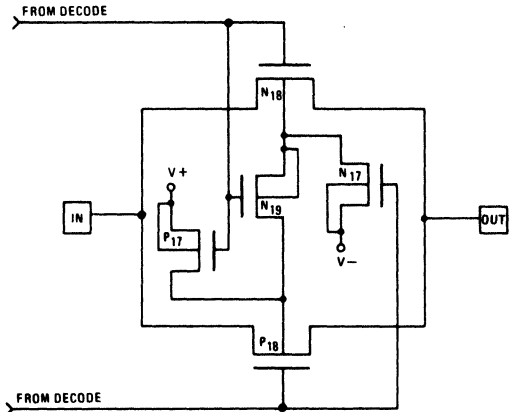 FROM DECODE
N18
V+
N17
IN
N19
OUT
P17
V−
P18
FROM DECODE